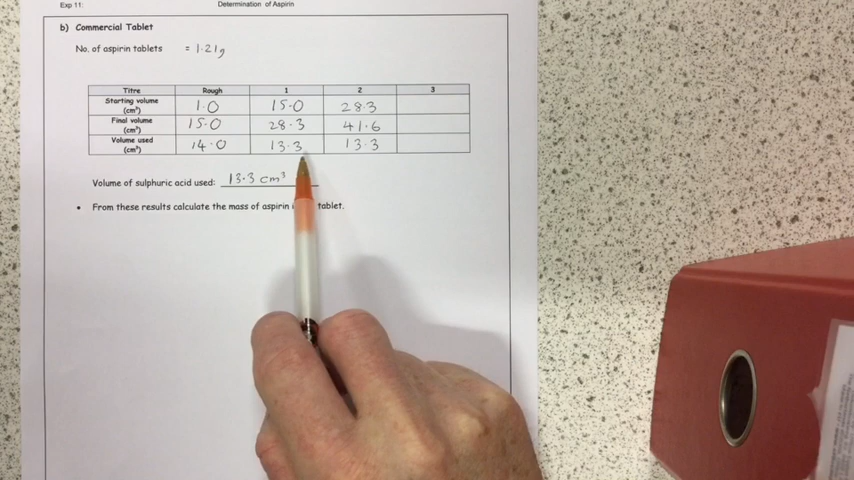 Exp 11: Determination of Aspirin
b) Commercial Tablet
No. of aspirin tablets = 1.21g
Titre Rough 1 2 3
Starting volume (cm³) 1.0 15.0 28.3
Final volume (cm³) 15.0 28.3 41.6
Volume used (cm³) 14.0 13.3 13.3
Volume of sulphuric acid used: 13.3 cm³
• From these results calculate the mass of aspirin tablet.